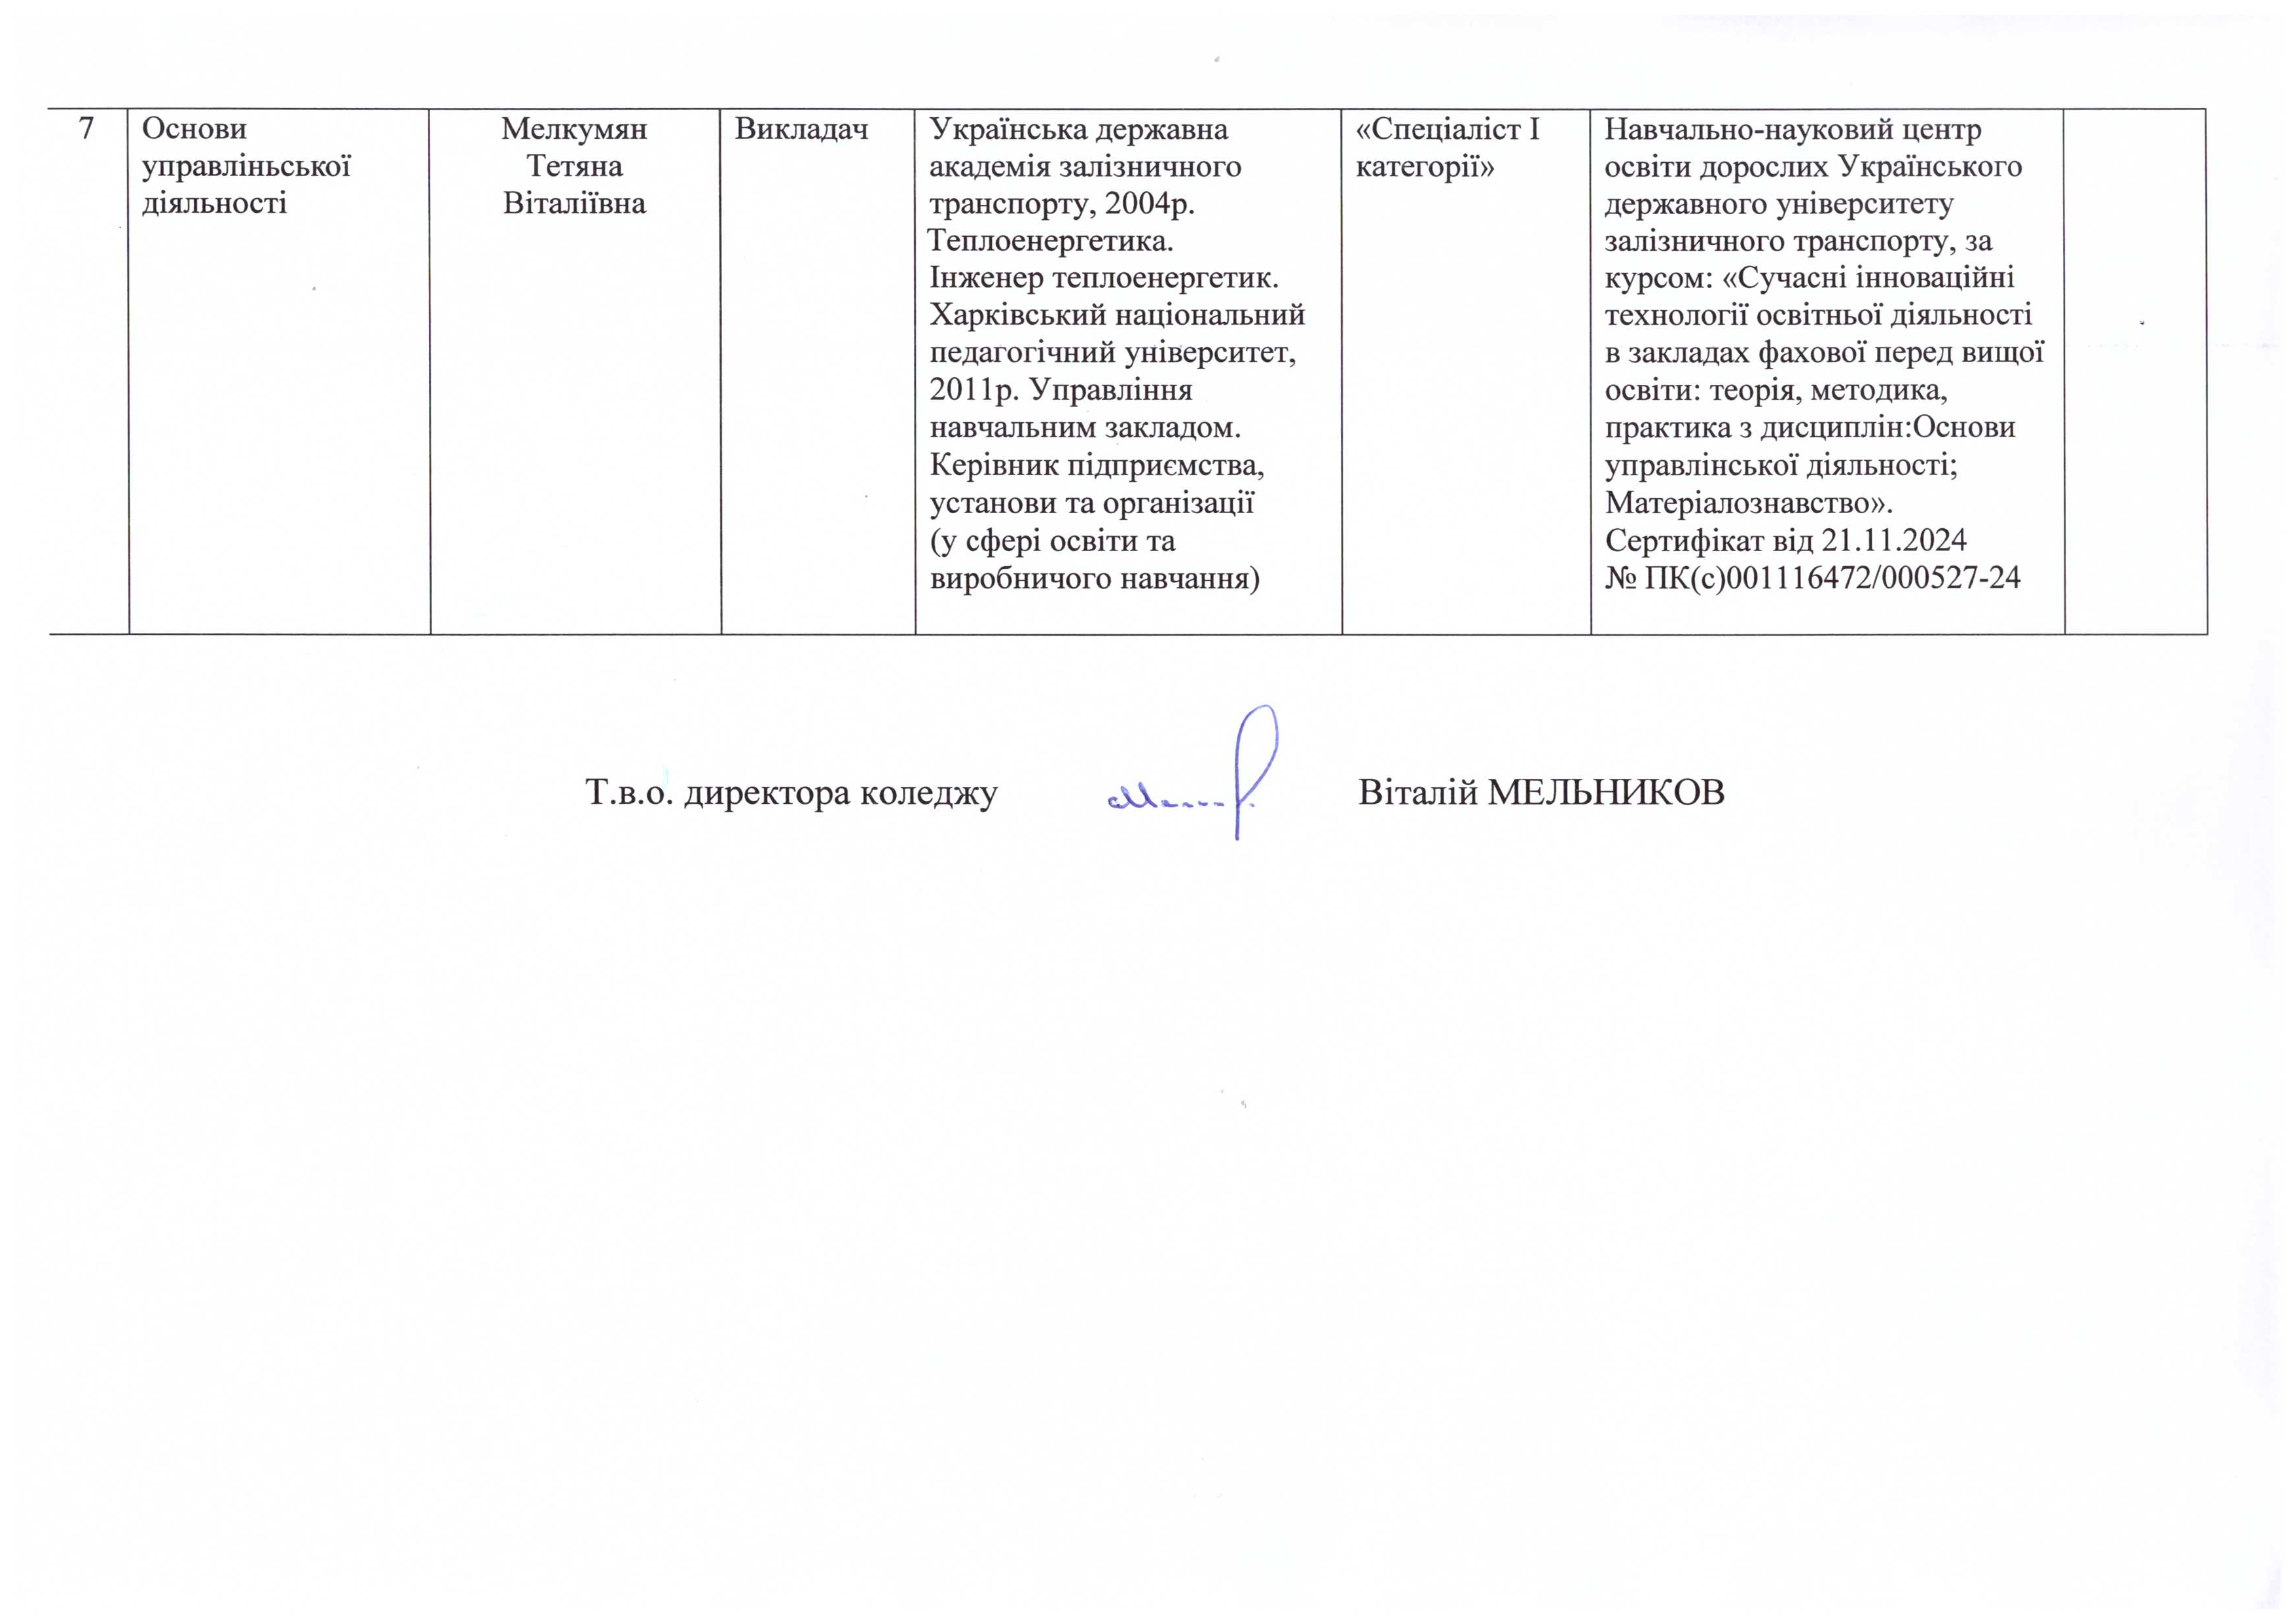 7
Основи
управліньської
діяльності
Мелкумян
Тетяна
Віталіївна
Викладач
Українська державна
академія залізничного
транспорту, 2004р.
Теплоенергетика.
Інженер теплоенергетик.
Харківський національний
педагогічний університет,
2011р. Управління
навчальним закладом.
Керівник підприємства,
установи та організації
(у сфері освіти та
виробничого навчання)
«Спеціаліст І
категорії»
Навчально-науковий центр
освіти дорослих Українського
державного університету
залізничного транспорту, за
курсом: «Сучасні інноваційні
технології освітньої діяльності
в закладах фахової перед вищої
освіти: теорія, методика,
практика з дисциплін:Основи
управлінської діяльності;
Матеріалознавство».
Сертифікат від 21.11.2024
№ ПК(с)001116472/000527-24
Т.в.о. директора коледжу
Віталій МЕЛЬНИКОВ